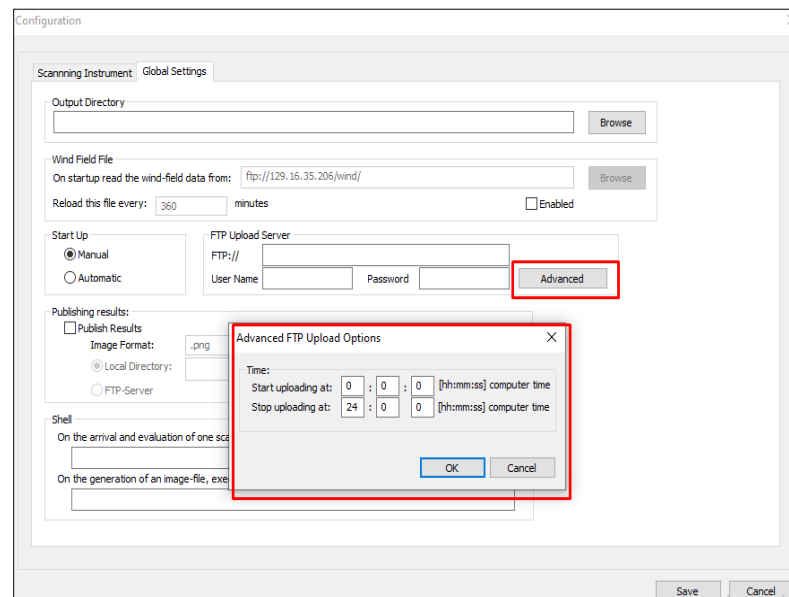 Configuration
Scannning Instrument Global Settings
Output Directory
Browse
Wind Field File
On startup read the wind-field data from: ftp://129.16.35.206/wind/ Browse
Reload this file every: 360 minutes Enabled
Start Up FTP Upload Server
Manual FTP://
Automatic User Name Password Advanced
Publishing results:
Publish Results
Image Format: .png
Local Directory:
FTP-Server
Advanced FTP Upload Options
Time:
Start uploading at: 0 : 0 : 0 [hh:mm:ss] computer time
Stop uploading at: 24 : 0 0 [hh:mm:ss] computer time
OK Cancel
Shell
On the arrival and evaluation of one sca
On the generation of an image-file, exe
Save Cancel